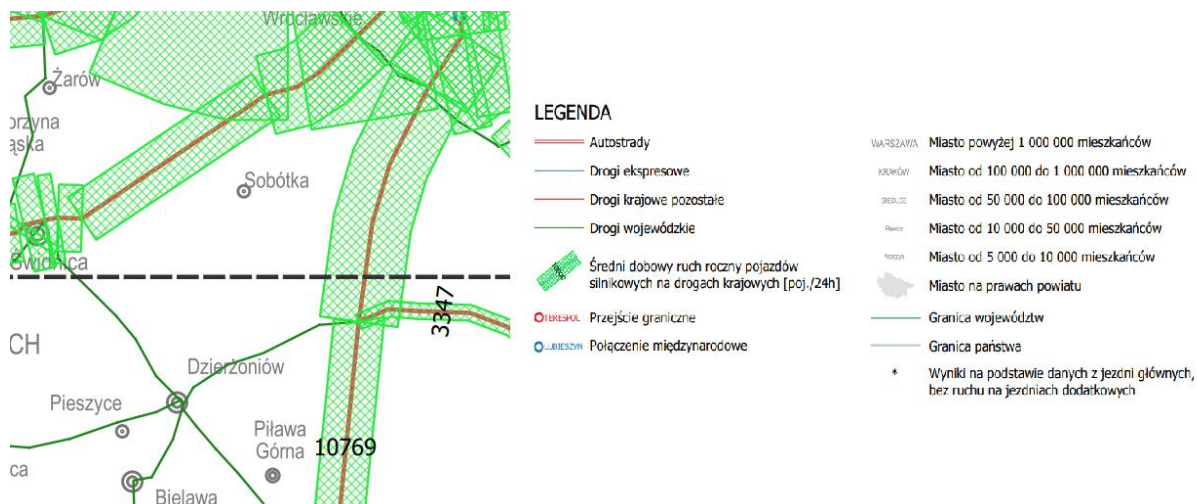 Wrocławskie
Żarów
orzyna
ąska
Sobótka
Świdnica
3347
CH
Dzierżoniów
Pieszyce
Piława
Górna
10769
ca
Bielawa
LEGENDA
Autostrady
Drogi ekspresowe
Drogi krajowe pozostałe
Drogi wojewódzkie
Średni dobowy ruch roczny pojazdów
silnikowych na drogach krajowych [poj./24h]
TERESPOL Przejście graniczne
LUBIESZYN Połączenie międzynarodowe
WARSZAWA Miasto powyżej 1 000 000 mieszkańców
KRAKÓW Miasto od 100 000 do 1 000 000 mieszkańców
SIEDLCE Miasto od 50 000 do 100 000 mieszkańców
Miasto od 10 000 do 50 000 mieszkańców
Miasto od 5 000 do 10 000 mieszkańców
Miasto na prawach powiatu
Granica województw
Granica państwa
* Wyniki na podstawie danych z jezdni głównych,
bez ruchu na jezdniach dodatkowych